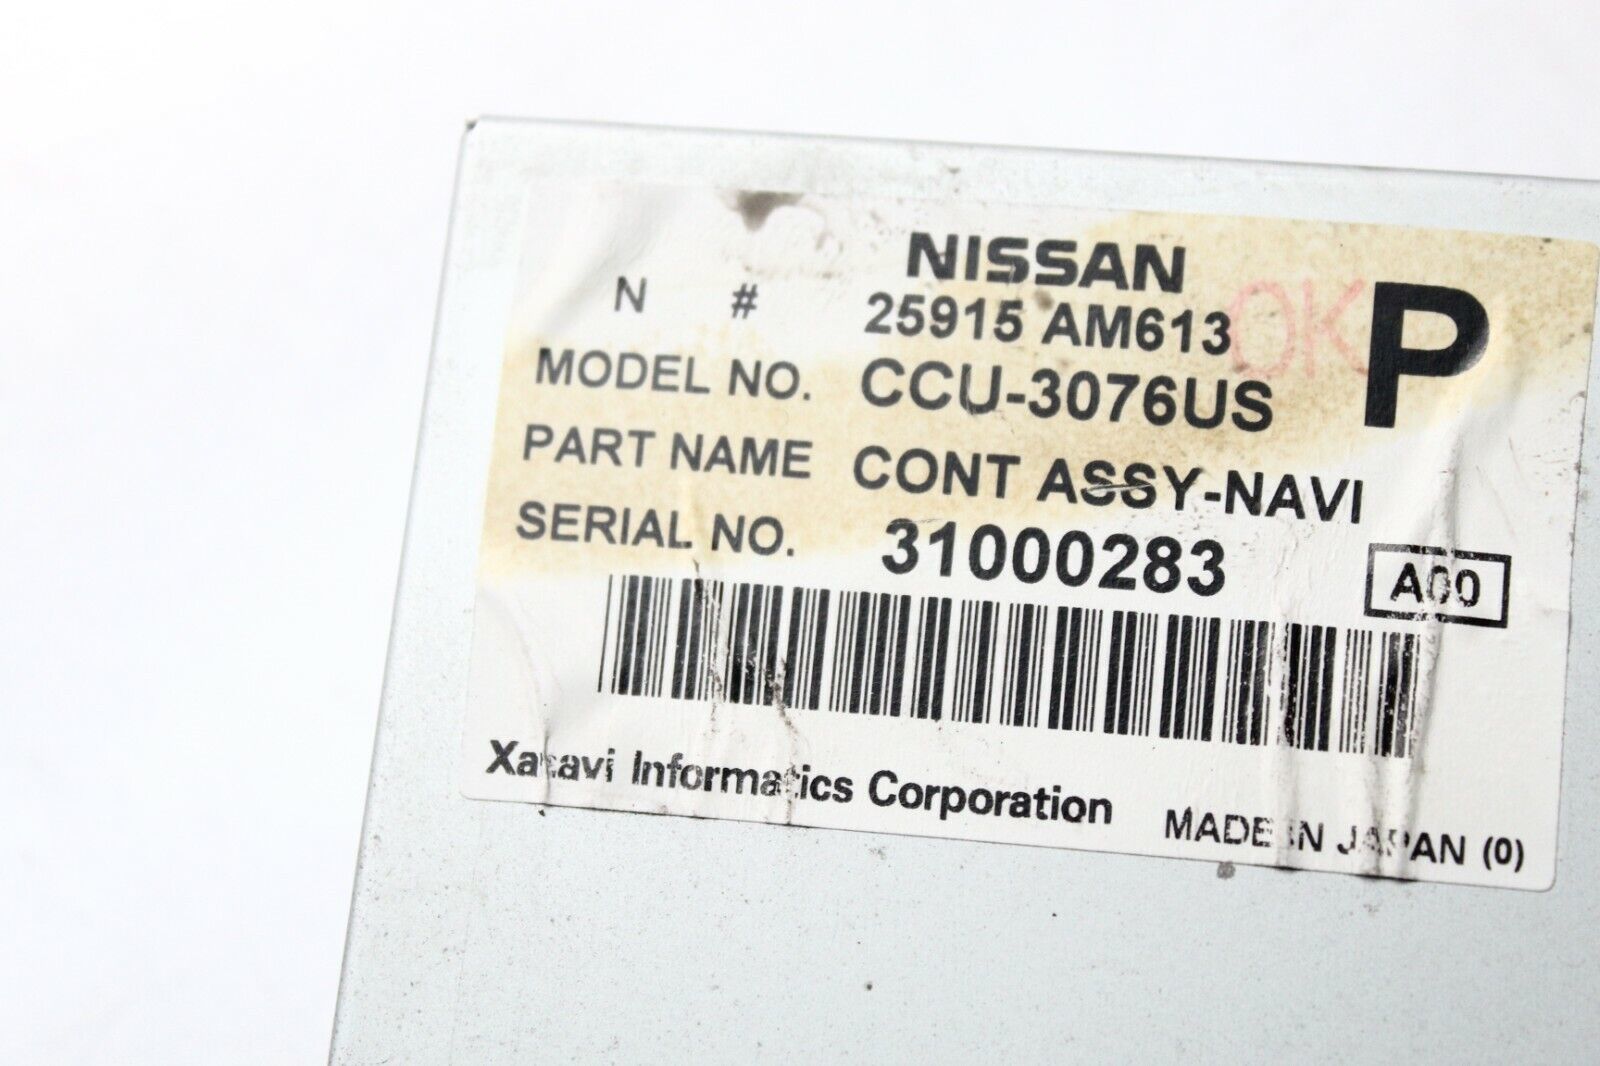 NISSAN
N # 25915 AM613 OK P
MODEL NO. CCU-3076US
PART NAME CONT ASSY-NAVI
SERIAL NO. 31000283 A00
Xanavi Informatics Corporation MADE IN JAPAN (0)